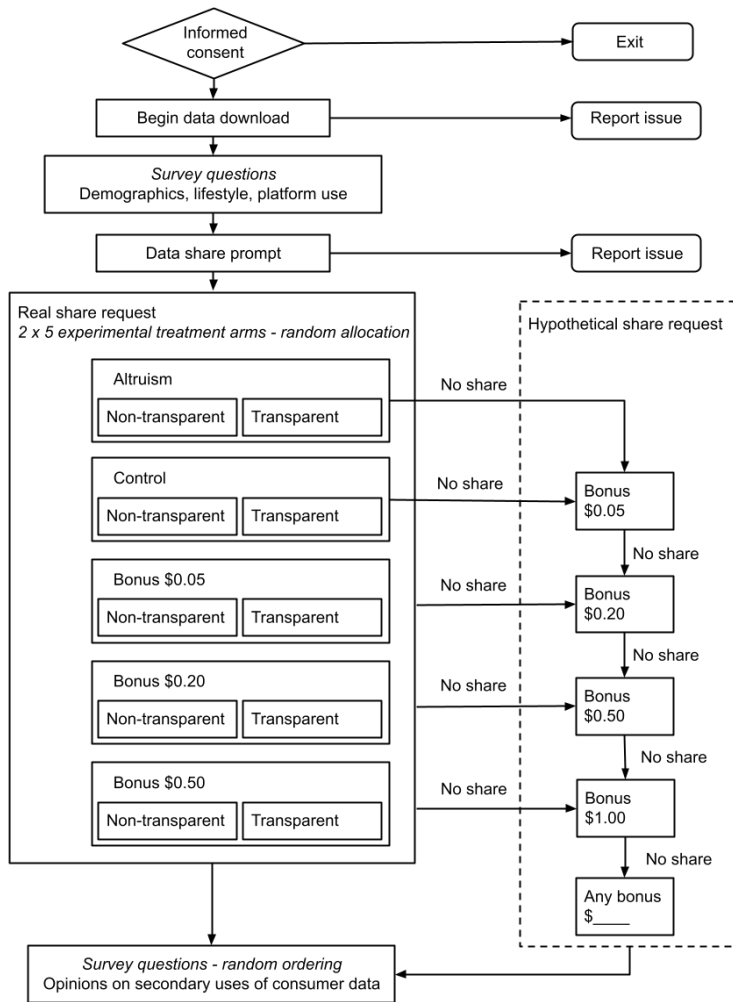 Informed
consent
Exit
Begin data download
Report issue
Survey questions
Demographics, lifestyle, platform use
Data share prompt
Report issue
Real share request
2 x 5 experimental treatment arms - random allocation
Hypothetical share request
Altruism
Non-transparent
Transparent
No share
Control
Non-transparent
Transparent
No share
Bonus
$0.05
No share
Bonus $0.05
Non-transparent
Transparent
No share
Bonus
$0.20
No share
Bonus $0.20
Non-transparent
Transparent
No share
Bonus
$0.50
No share
Bonus $0.50
Non-transparent
Transparent
No share
Bonus
$1.00
No share
Any bonus
$____
Survey questions - random ordering
Opinions on secondary uses of consumer data